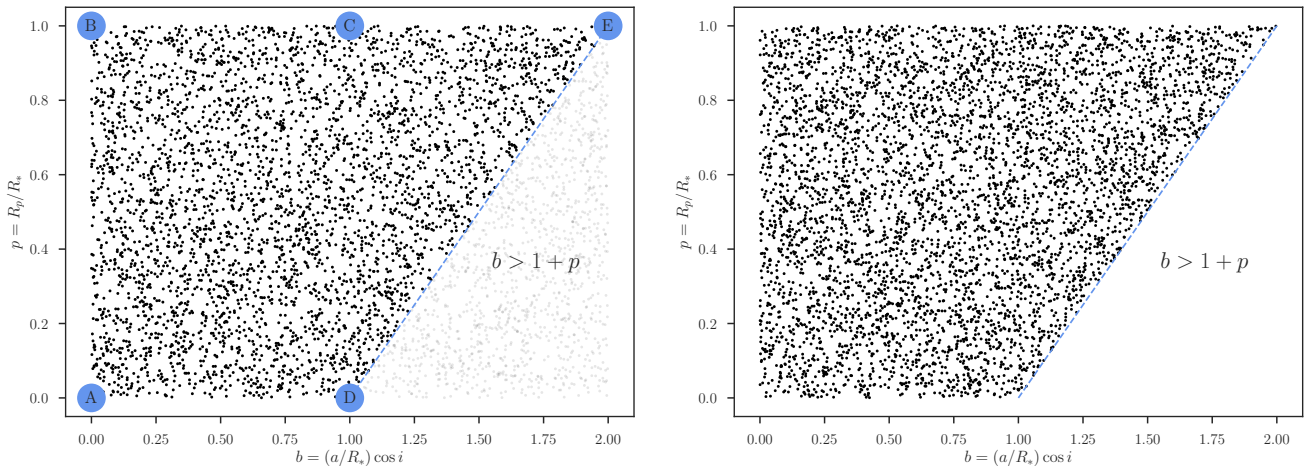 B
C
E
A
D
1.0
0.8
0.6
0.4
0.2
0.0
p = R_p/R_*
b > 1 + p
0.00 0.25 0.50 0.75 1.00 1.25 1.50 1.75 2.00
b = (a/R_*) cos i
1.0
0.8
0.6
0.4
0.2
0.0
p = R_p/R_*
b > 1 + p
0.00 0.25 0.50 0.75 1.00 1.25 1.50 1.75 2.00
b = (a/R_*) cos i